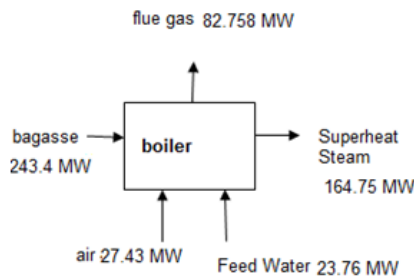 flue gas 82.758 MW
bagasse
243.4 MW
boiler
Superheat
Steam
164.75 MW
air 27.43 MW
Feed Water 23.76 MW